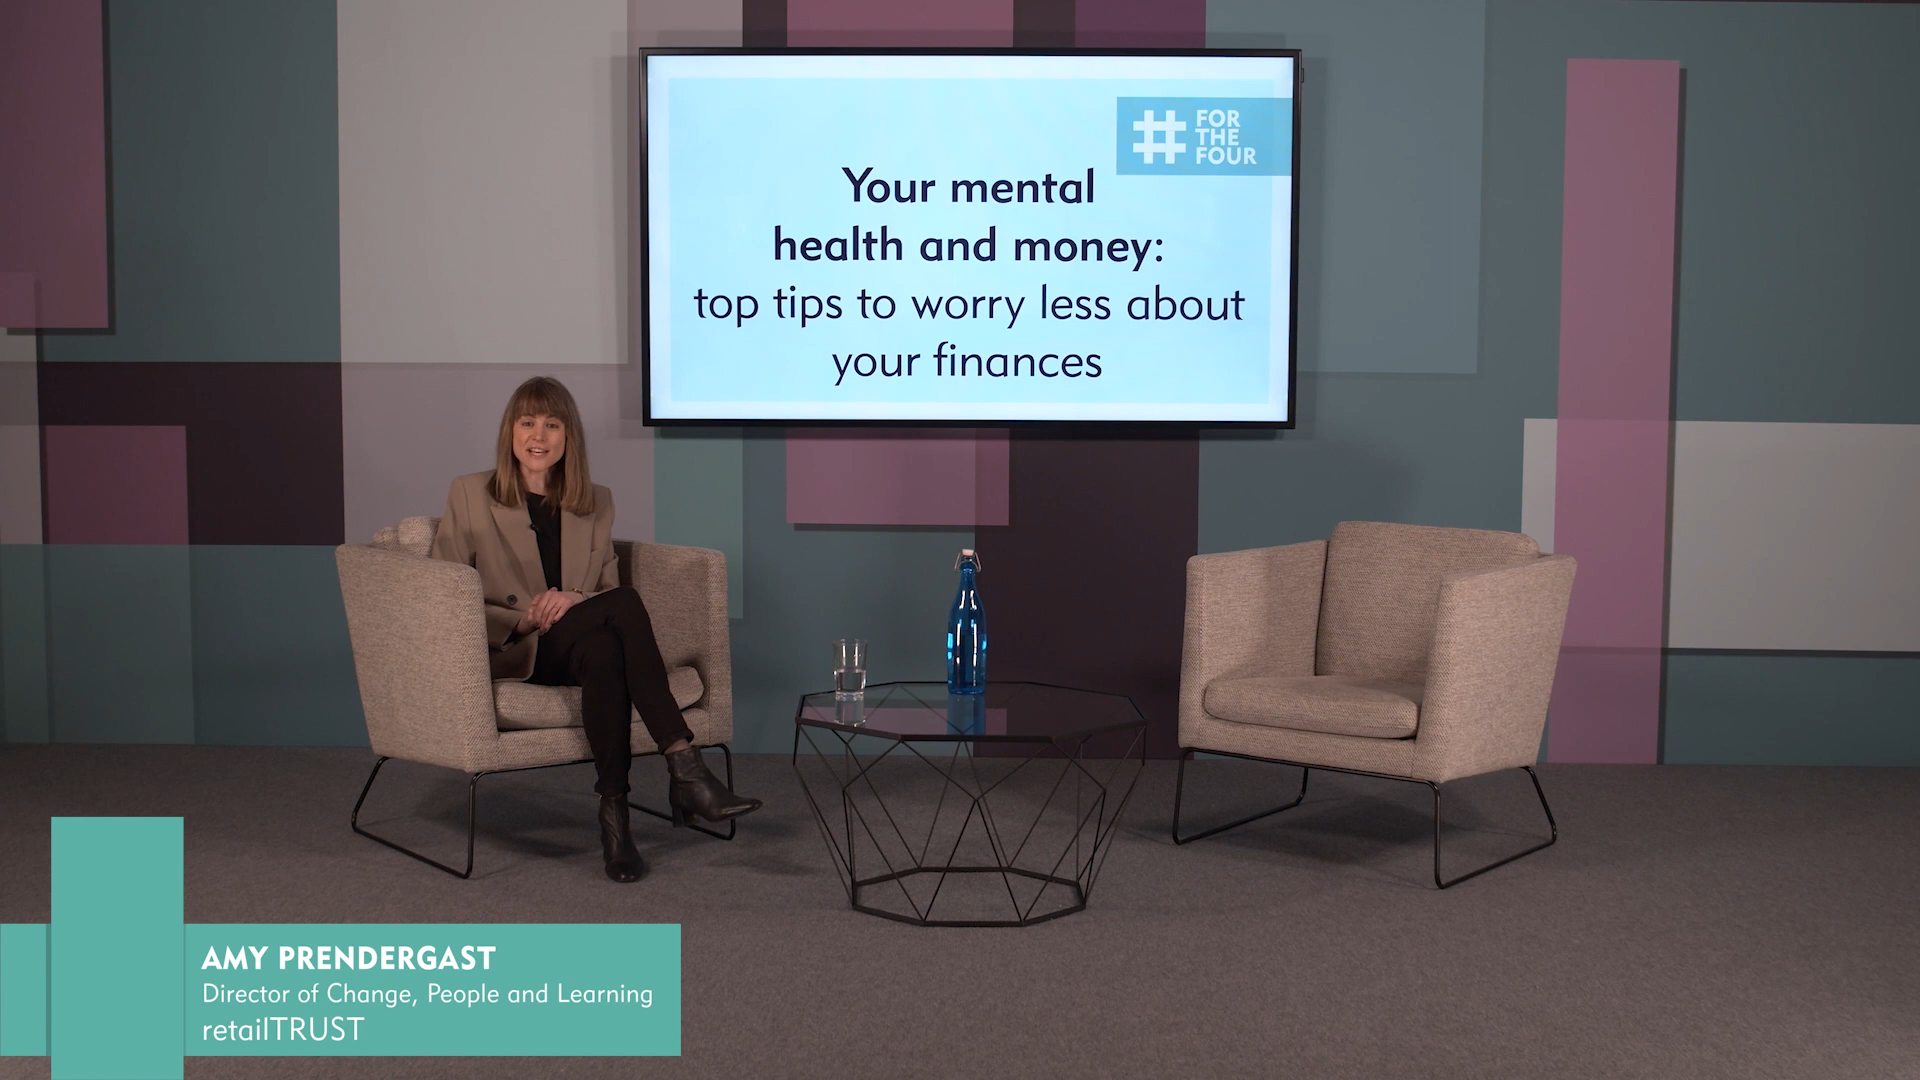 # FOR
THE
FOUR
Your mental
health and money:
top tips to worry less about
your finances
AMY PRENDERGAST
Director of Change, People and Learning
retailTRUST